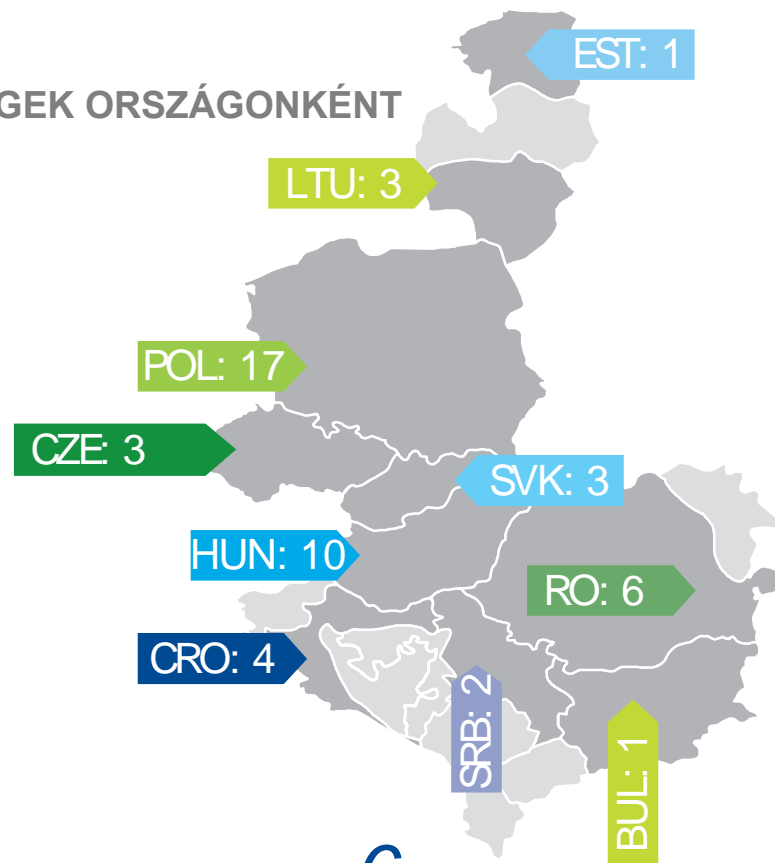 EST: 1
ORSZÁGONKÉNT
LTU: 3
POL: 17
CZE: 3
SVK: 3
HUN: 10
RO: 6
CRO: 4
SRB: 2
BUL: 1